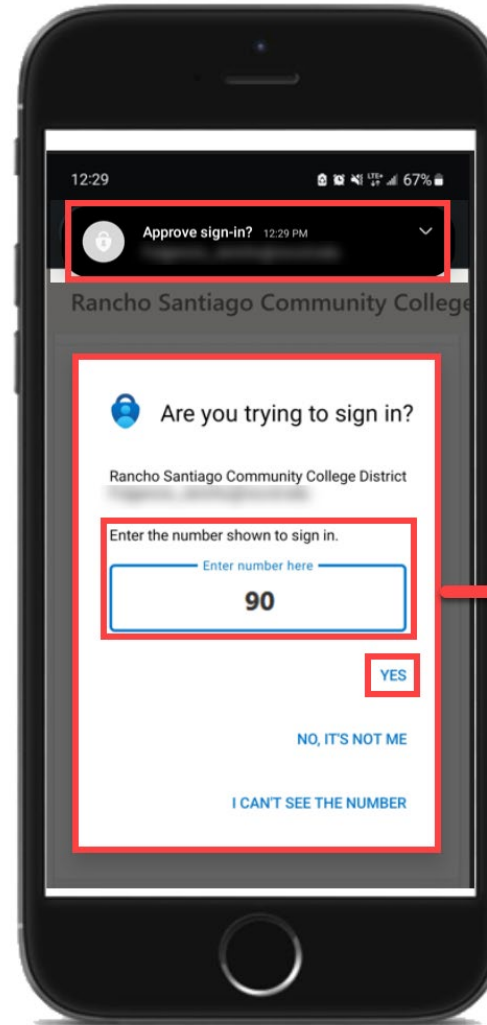 12:29 LTE+ 67%
Approve sign-in? 12:29 PM
Rancho Santiago Community College
Are you trying to sign in?
Rancho Santiago Community College District
Enter the number shown to sign in.
Enter number here
90
YES
NO, IT'S NOT ME
I CAN'T SEE THE NUMBER